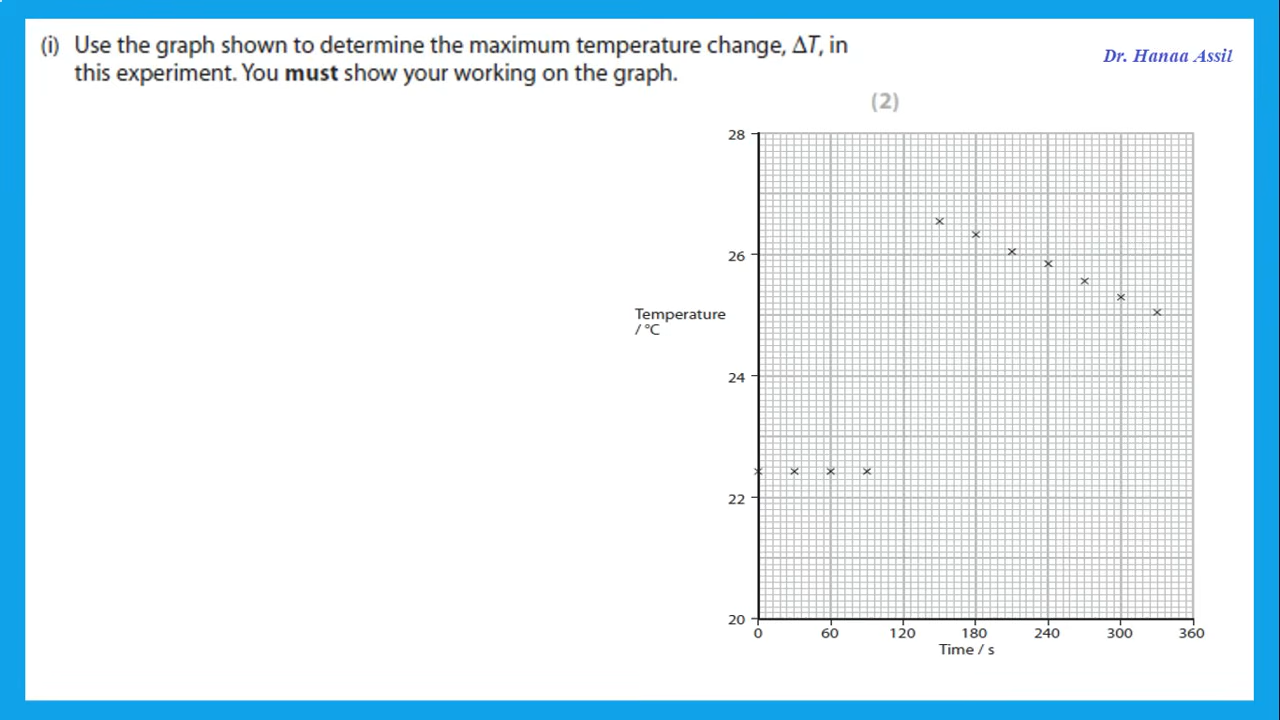 (i) Use the graph shown to determine the maximum temperature change, ΔT, in
this experiment. You must show your working on the graph.
Dr. Hanaa Assil
(2)
28
26
Temperature
/ °C
24
22
20
0 60 120 180 240 300 360
Time / s